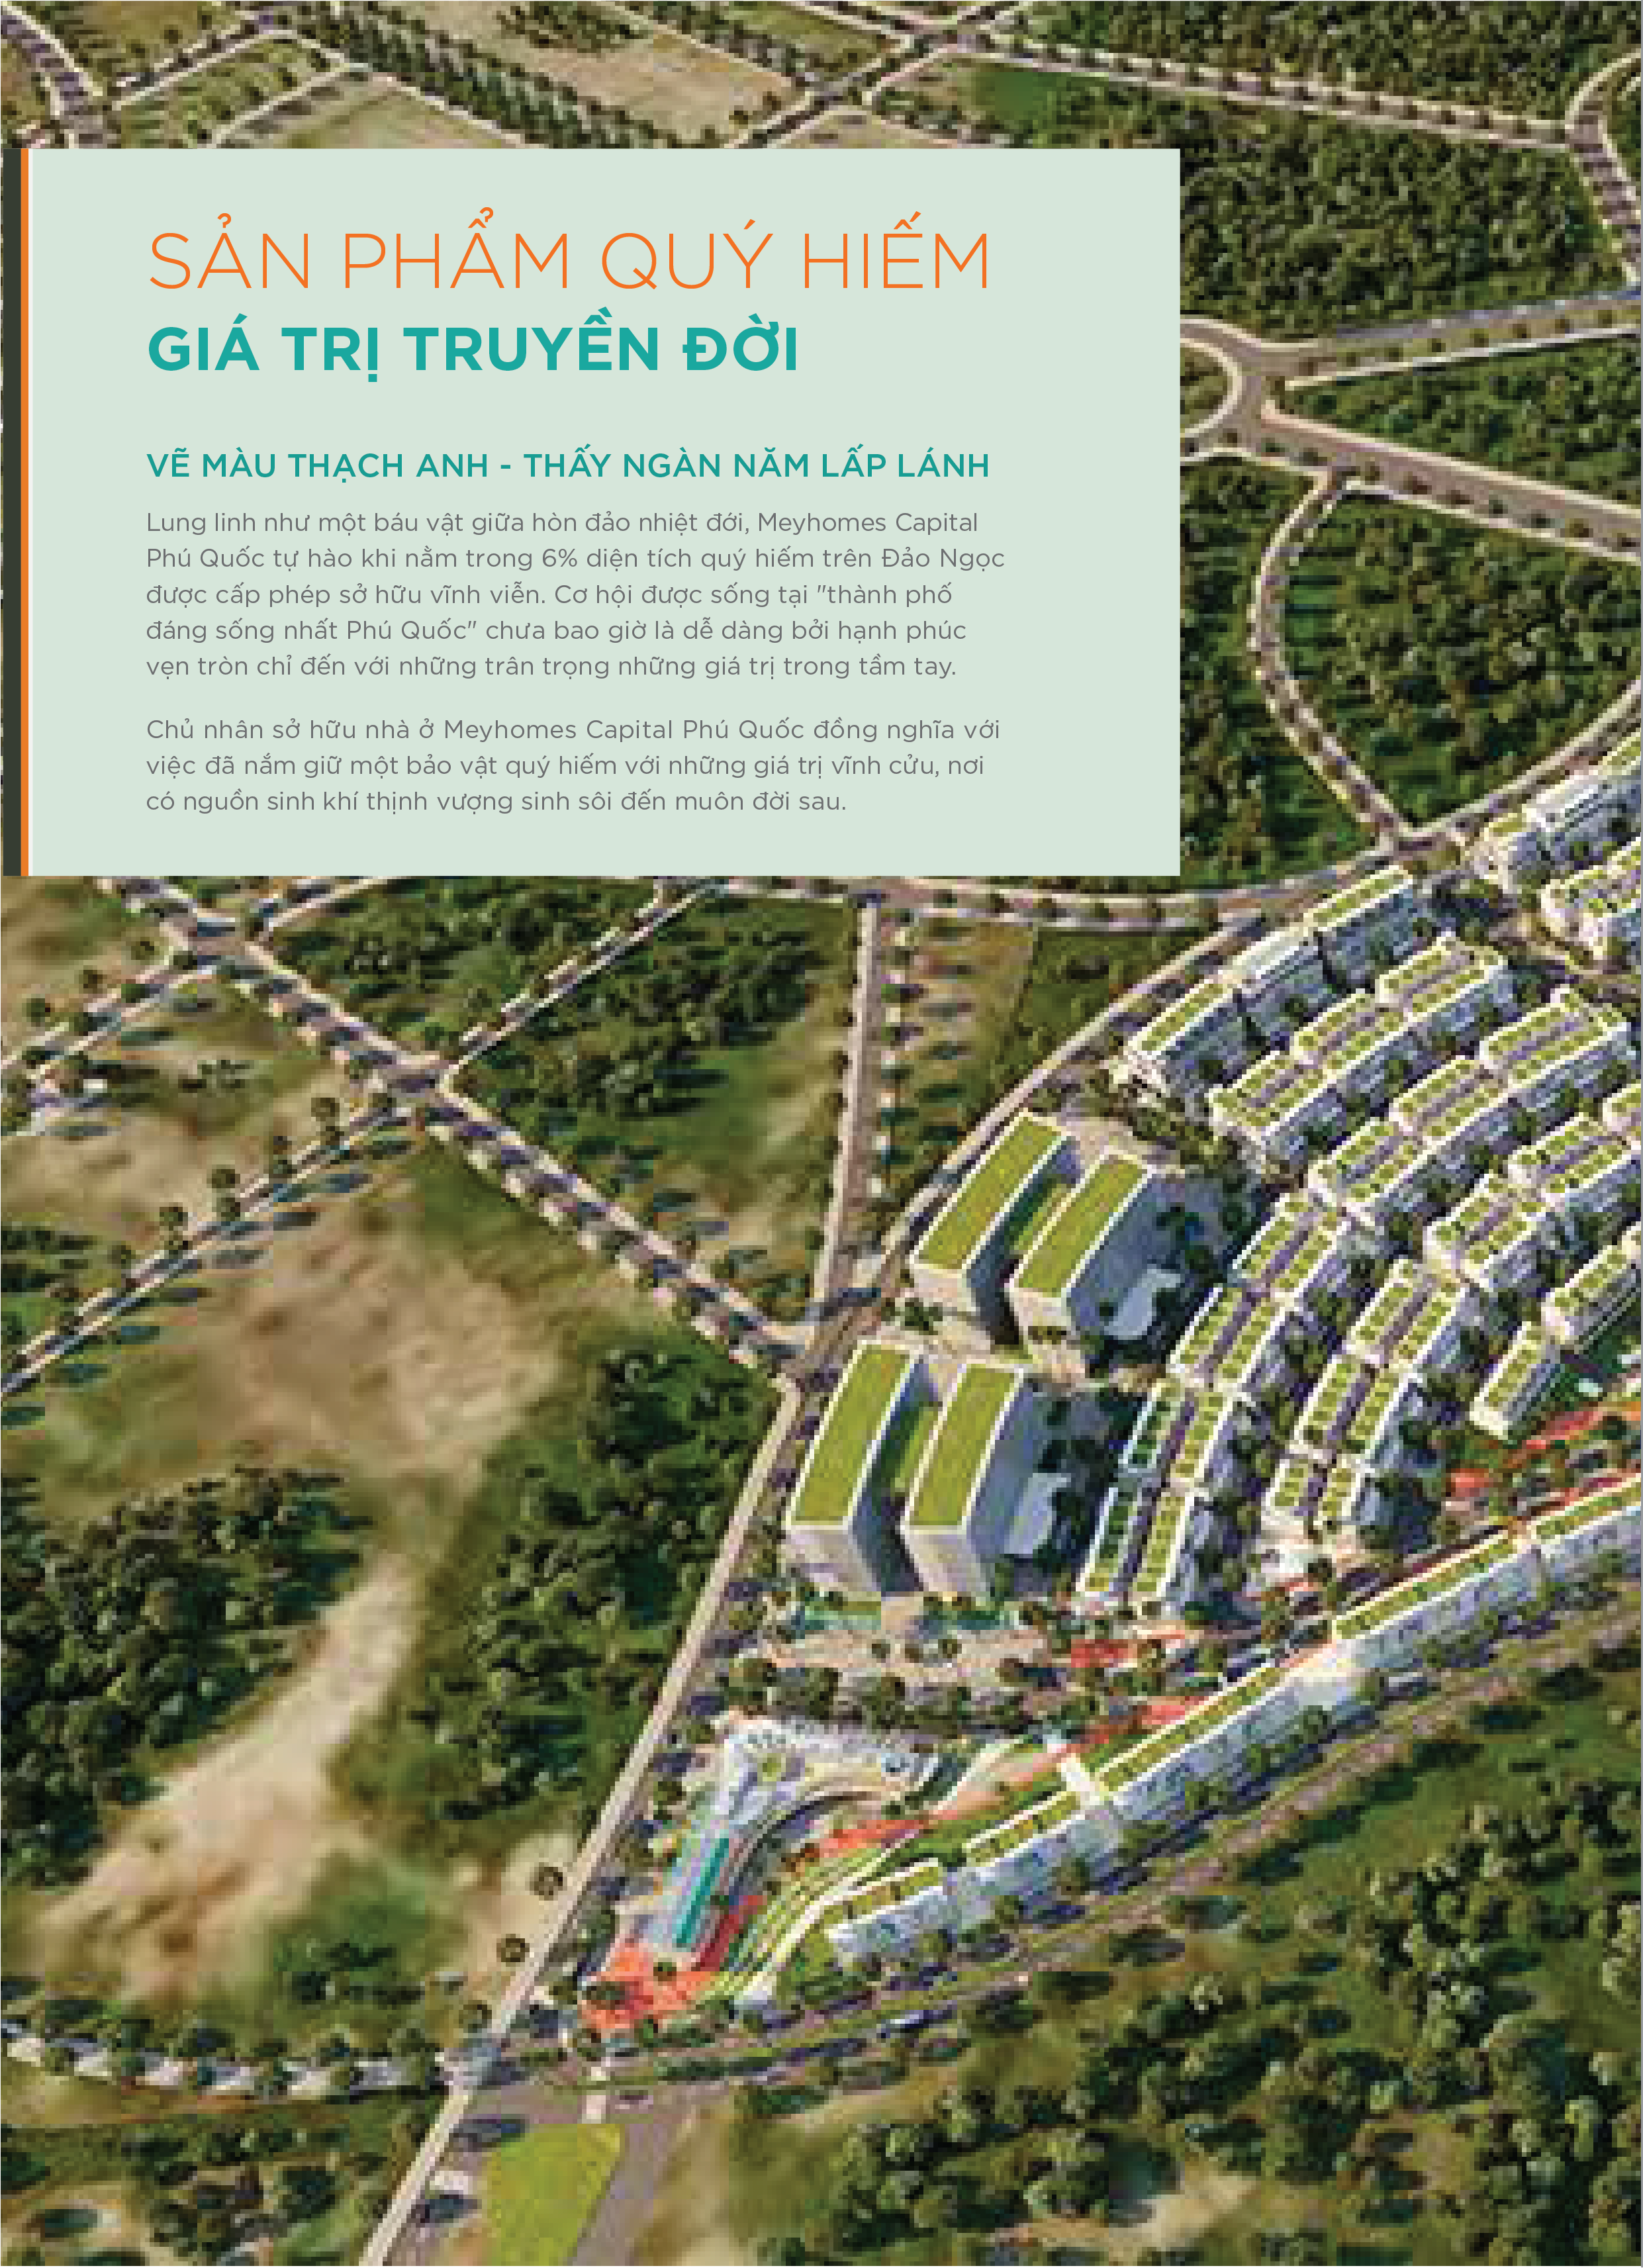 SẢN PHẨM QUÝ HIẾM
GIÁ TRỊ TRUYỀN ĐỜI
VẼ MÀU THẠCH ANH - THẤY NGÀN NĂM LẤP LÁNH
Lung linh như một báu vật giữa hòn đảo nhiệt đới, Meyhomes Capital
Phú Quốc tự hào khi nằm trong 6% diện tích quý hiếm trên Đảo Ngọc
được cấp phép sở hữu vĩnh viễn. Cơ hội được sống tại "thành phố
đáng sống nhất Phú Quốc" chưa bao giờ là dễ dàng bởi hạnh phúc
vẹn tròn chỉ đến với những trân trọng những giá trị trong tầm tay.
Chủ nhân sở hữu nhà ở Meyhomes Capital Phú Quốc đồng nghĩa với
việc đã nắm giữ một bảo vật quý hiếm với những giá trị vĩnh cửu, nơi
có nguồn sinh khí thịnh vượng sinh sôi đến muôn đời sau.